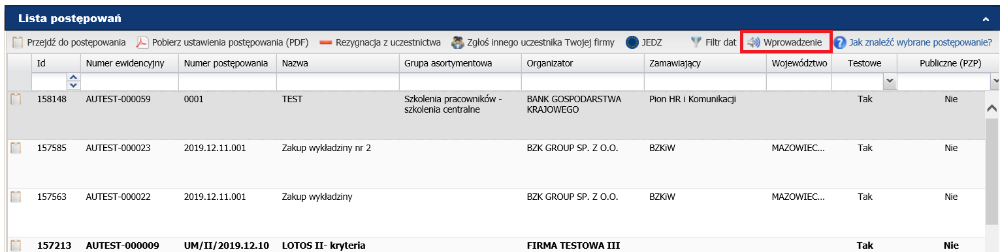 Lista postępowań
Przejdź do postępowania Pobierz ustawienia postępowania (PDF) Rezygnacja z uczestnictwa Zgłoś innego uczestnika Twojej firmy JEDZ Filtr dat Wprowadzenie Jak znaleźć wybrane postępowanie?
Id Numer ewidencyjny Numer postępowania Nazwa Grupa asortymentowa Organizator Zamawiający Województwo Testowe Publiczne (PZP)
158148 AUTEST-000059 0001 TEST Szkolenia pracowników - BANK GOSPODARSTWA Pion HR i Komunikacji Tak Nie
szkolenia centralne KRAJOWEGO
157585 AUTEST-000023 2019.12.11.001 Zakup wykładziny nr 2 BZK GROUP SP. Z O.O. BZKiW MAZOWIEC... Tak Nie
157563 AUTEST-000022 2019.12.11.001 Zakup wykładziny BZK GROUP SP. Z O.O. BZKiW MAZOWIEC... Tak Nie
157213 AUTEST-000009 UM/II/2019.12.10 LOTOS II- kryteria FIRMA TESTOWA III Tak Nie